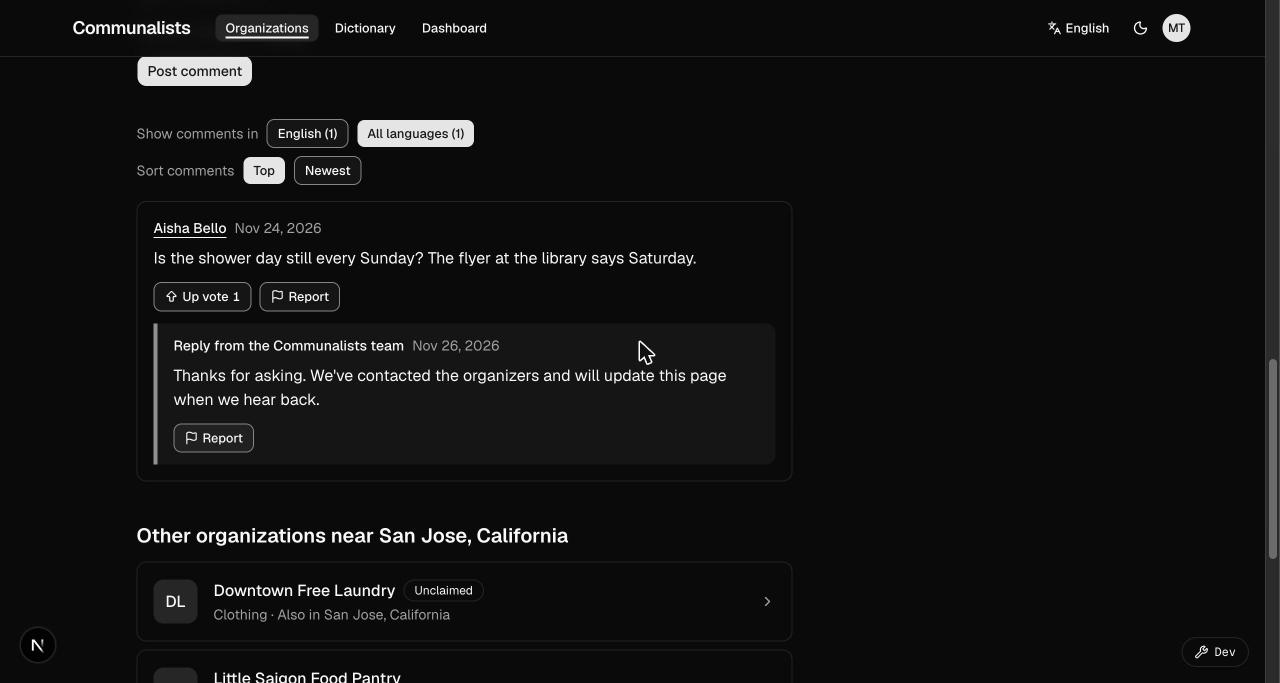 Communalists
Organizations
Dictionary
Dashboard
English
MT
Post comment
Show comments in
English (1)
All languages (1)
Sort comments
Top
Newest
Aisha Bello Nov 24, 2026
Is the shower day still every Sunday? The flyer at the library says Saturday.
Up vote 1
Report
Reply from the Communalists team Nov 26, 2026
Thanks for asking. We've contacted the organizers and will update this page
when we hear back.
Report
Other organizations near San Jose, California
DL
Downtown Free Laundry
Unclaimed
Clothing · Also in San Jose, California
Little Saigon Food Pantry
N
Dev